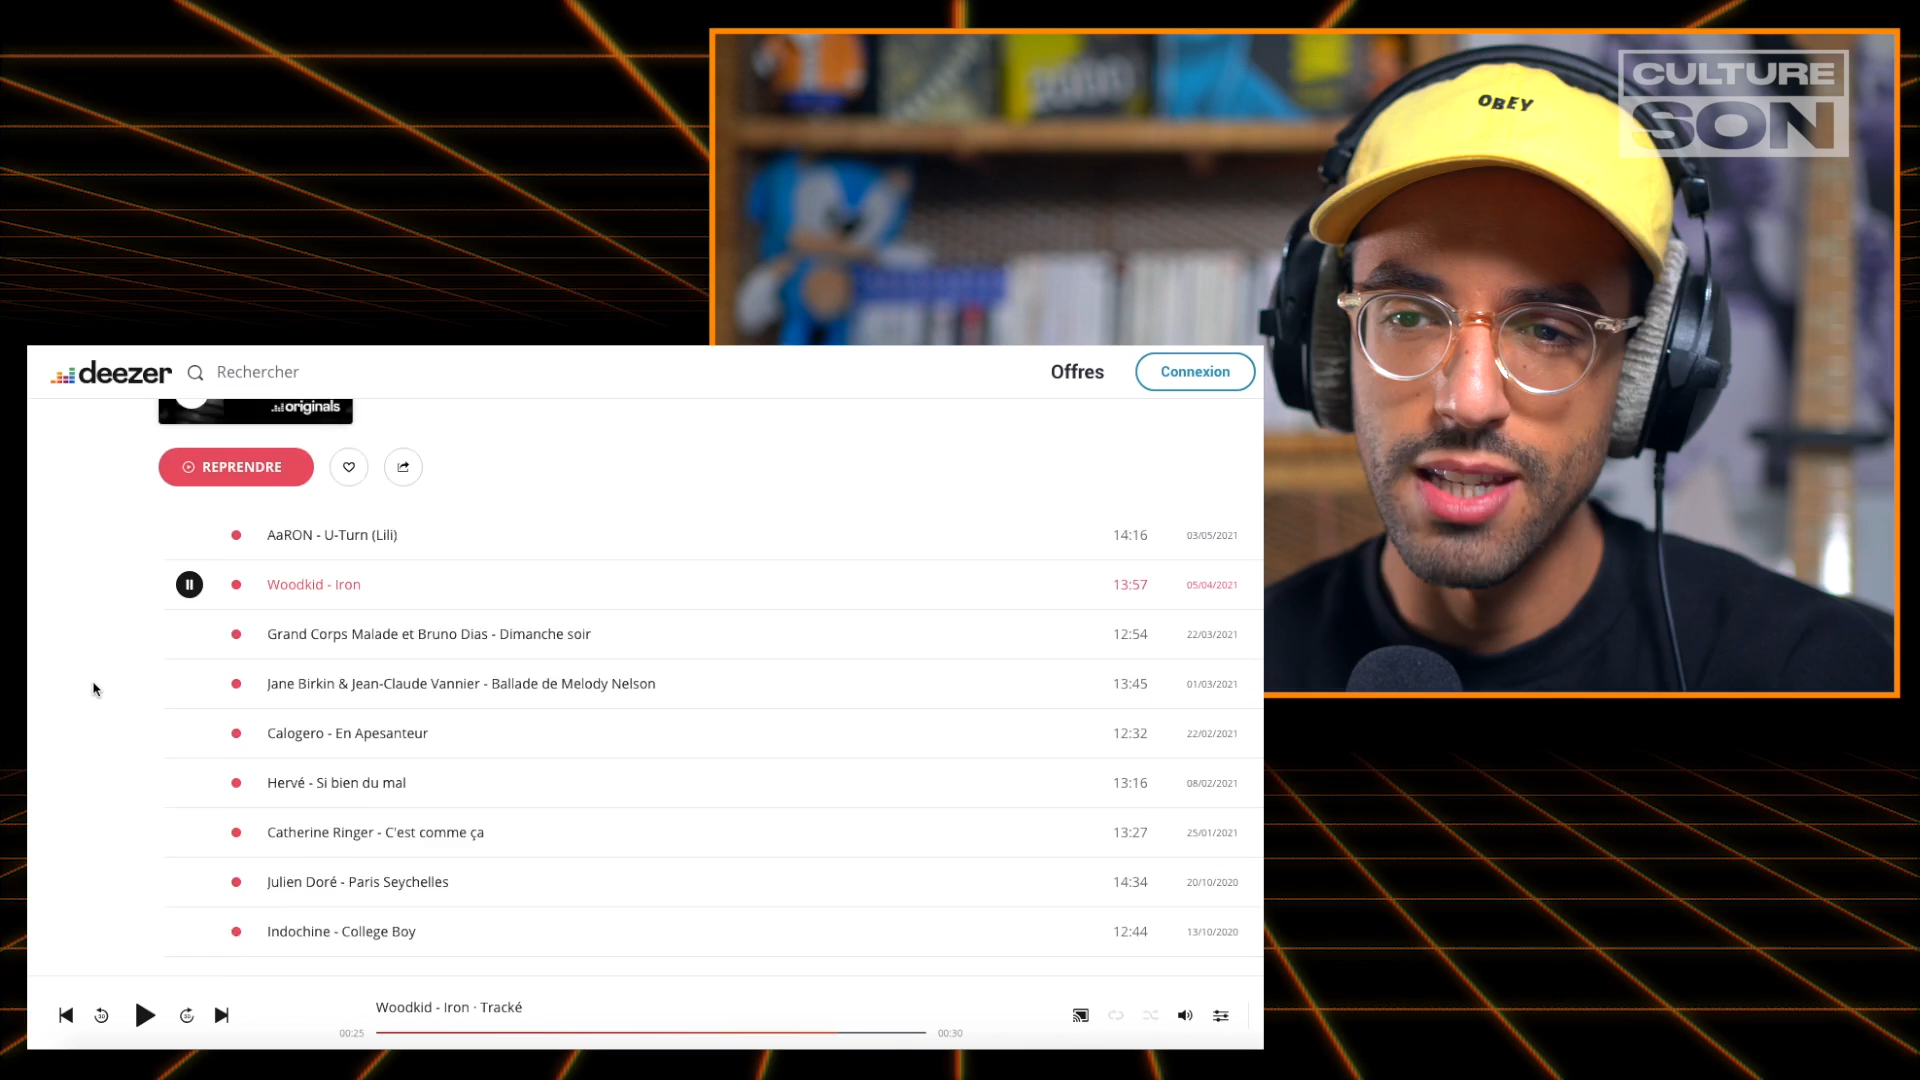 CULTURE
SON
OBEY
deezer
Rechercher
Offres
Connexion
originals
REPRENDRE
AaRON - U-Turn (Lili) 14:16 03/05/2021
Woodkid - Iron 13:57 05/04/2021
Grand Corps Malade et Bruno Dias - Dimanche soir 12:54 22/03/2021
Jane Birkin & Jean-Claude Vannier - Ballade de Melody Nelson 13:45 01/03/2021
Calogero - En Apesanteur 12:32 22/02/2021
Hervé - Si bien du mal 13:16 08/02/2021
Catherine Ringer - C'est comme ça 13:27 25/01/2021
Julien Doré - Paris Seychelles 14:34 20/10/2020
Indochine - College Boy 12:44 13/10/2020
30
30
Woodkid - Iron · Tracké
00:25
00:30